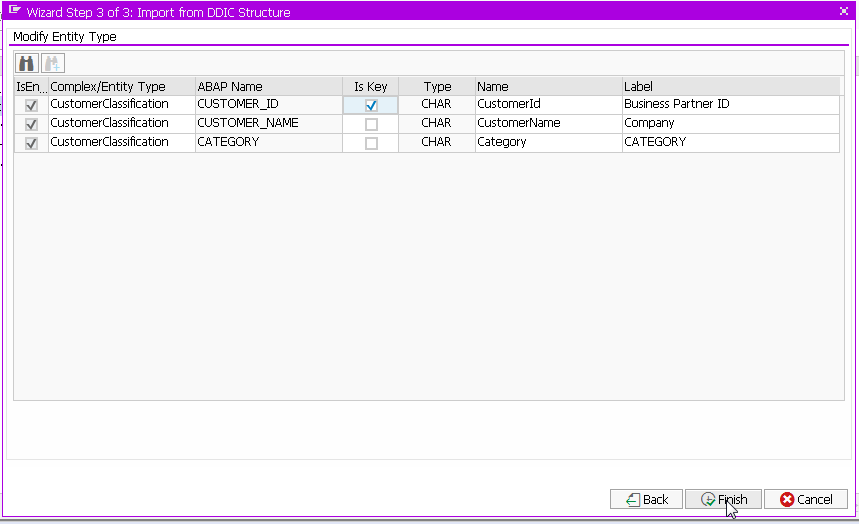 Wizard Step 3 of 3: Import from DDIC Structure
Modify Entity Type
IsEn... Complex/Entity Type ABAP Name Is Key Type Name Label
CustomerClassification CUSTOMER_ID CHAR CustomerId Business Partner ID
CustomerClassification CUSTOMER_NAME CHAR CustomerName Company
CustomerClassification CATEGORY CHAR Category CATEGORY
Back Finish Cancel